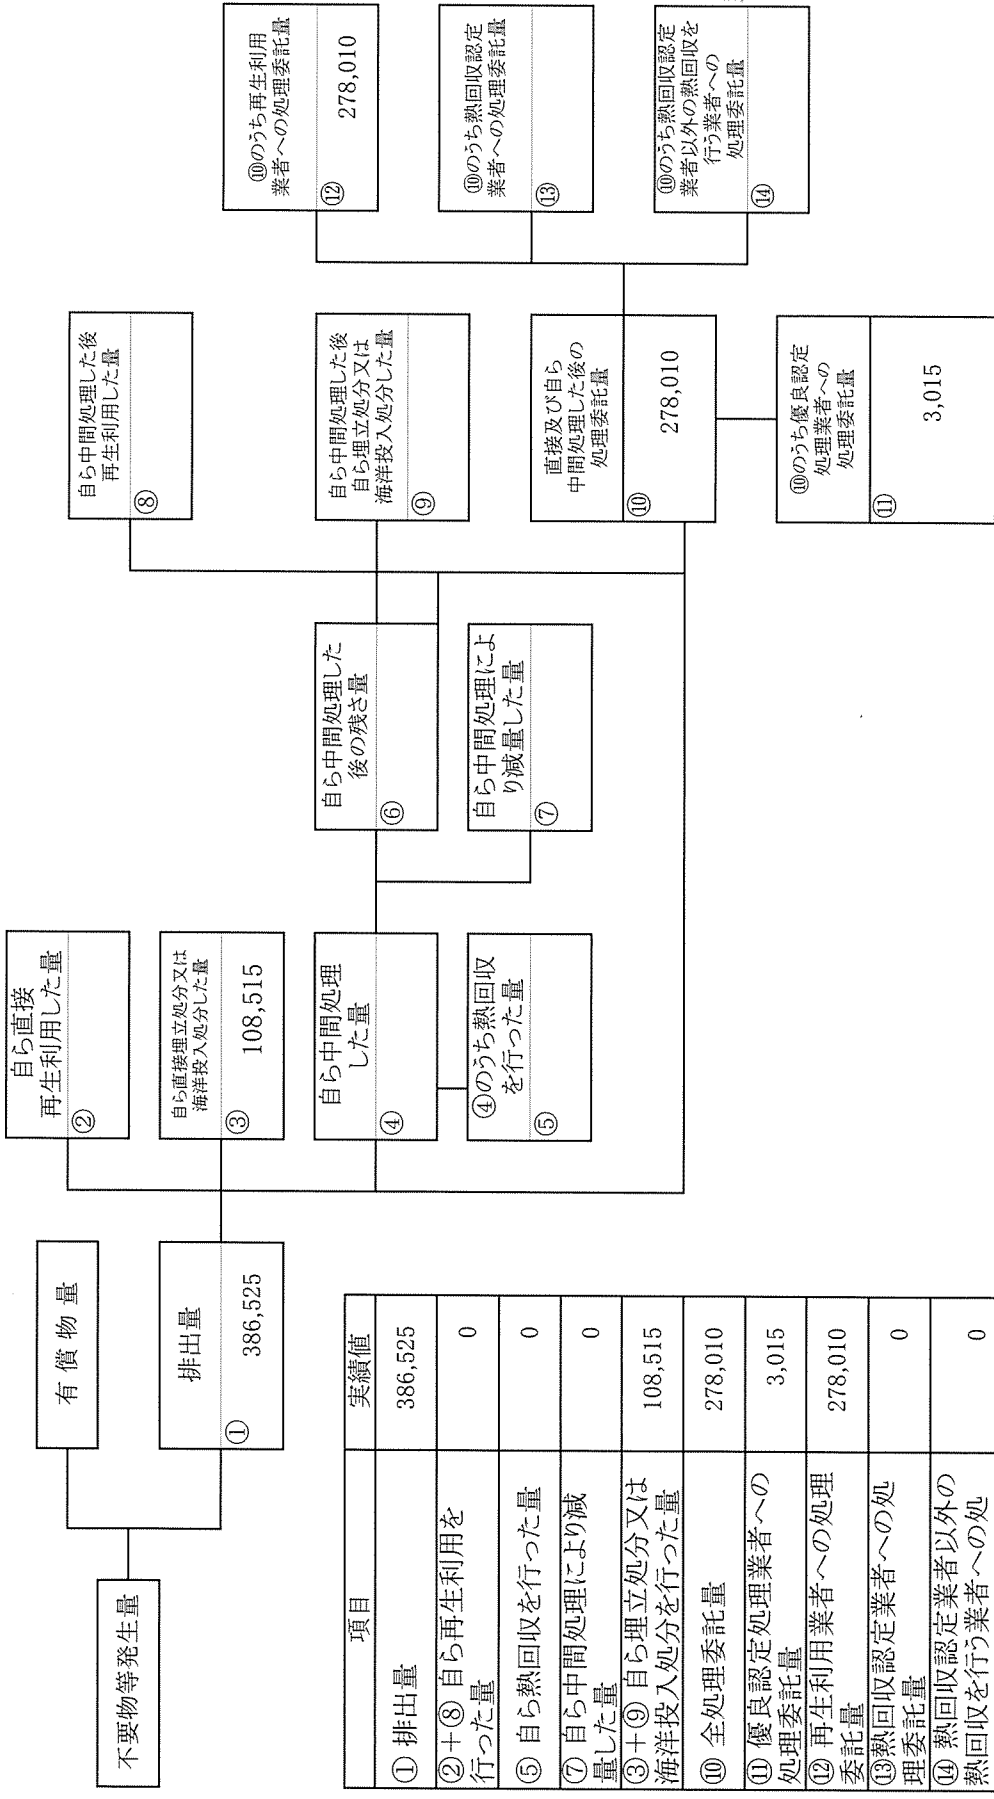 不要物等発生量
有 償 物 量
排出量
①
386,525
自ら直接
再生利用した量
②
自ら直接埋立処分又は
海洋投入処分した量
③
108,515
自ら中間処理
した量
④
④のうち熱回収
を行った量
⑤
自ら中間処理した
後の残さ量
⑥
自ら中間処理によ
り減量した量
⑦
自ら中間処理した後
再生利用した量
⑧
自ら中間処理した後
自ら埋立処分又は
海洋投入処分した量
⑨
直接及び自ら
中間処理した後の
処理委託量
⑩
278,010
⑩のうち優良認定
処理業者への
処理委託量
⑪
3,015
⑩のうち再生利用
業者への処理委託量
⑫
278,010
⑩のうち熱回収認定
業者への処理委託量
⑬
⑩のうち熱回収認定
業者以外の熱回収を
行う業者への
処理委託量
⑭
項目
実績値
① 排出量
386,525
②+⑧ 自ら再生利用を
行った量
0
⑤ 自ら熱回収を行った量
0
⑦ 自ら中間処理により減
量した量
0
③+⑨ 自ら埋立処分又は
海洋投入処分を行った量
108,515
⑩ 全処理委託量
278,010
⑪ 優良認定処理業者への
処理委託量
3,015
⑫ 再生利用業者への処理
委託量
278,010
⑬熱回収認定業者への処
理委託量
0
⑭ 熱回収認定業者以外の
熱回収を行う業者への処
0